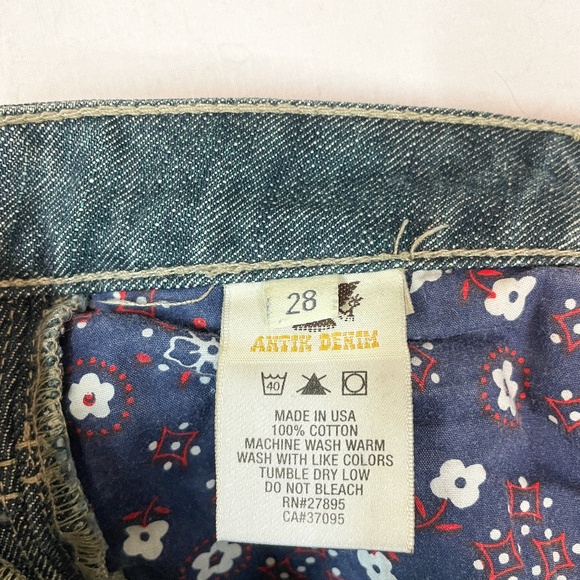 28
ANTIK DENIM
40
MADE IN USA
100% COTTON
MACHINE WASH WARM
WASH WITH LIKE COLORS
TUMBLE DRY LOW
DO NOT BLEACH
RN#27895
CA#37095